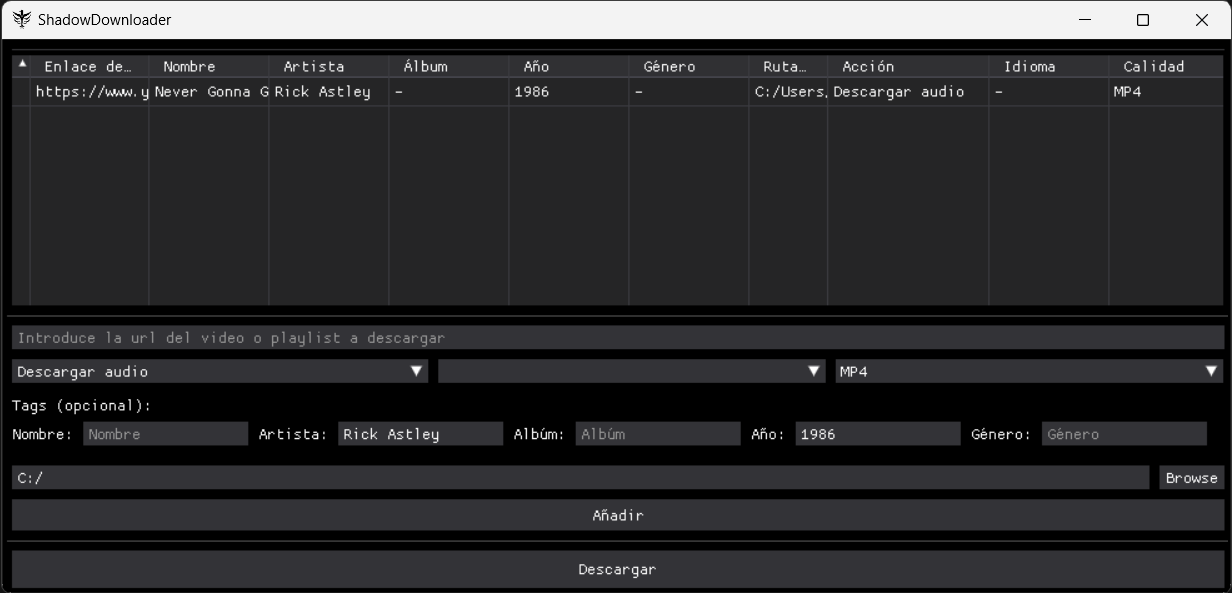 ShadowDownloader
Enlace de… Nombre Artista Álbum Año Género Ruta… Acción Idioma Calidad
https://www.y Never Gonna G Rick Astley - 1986 - C:/Users, Descargar audio - MP4
Introduce la url del video o playlist a descargar
Descargar audio MP4
Tags (opcional):
Nombre: Nombre Artista: Rick Astley Albúm: Albúm Año: 1986 Género: Género
C:/ Browse
Añadir
Descargar